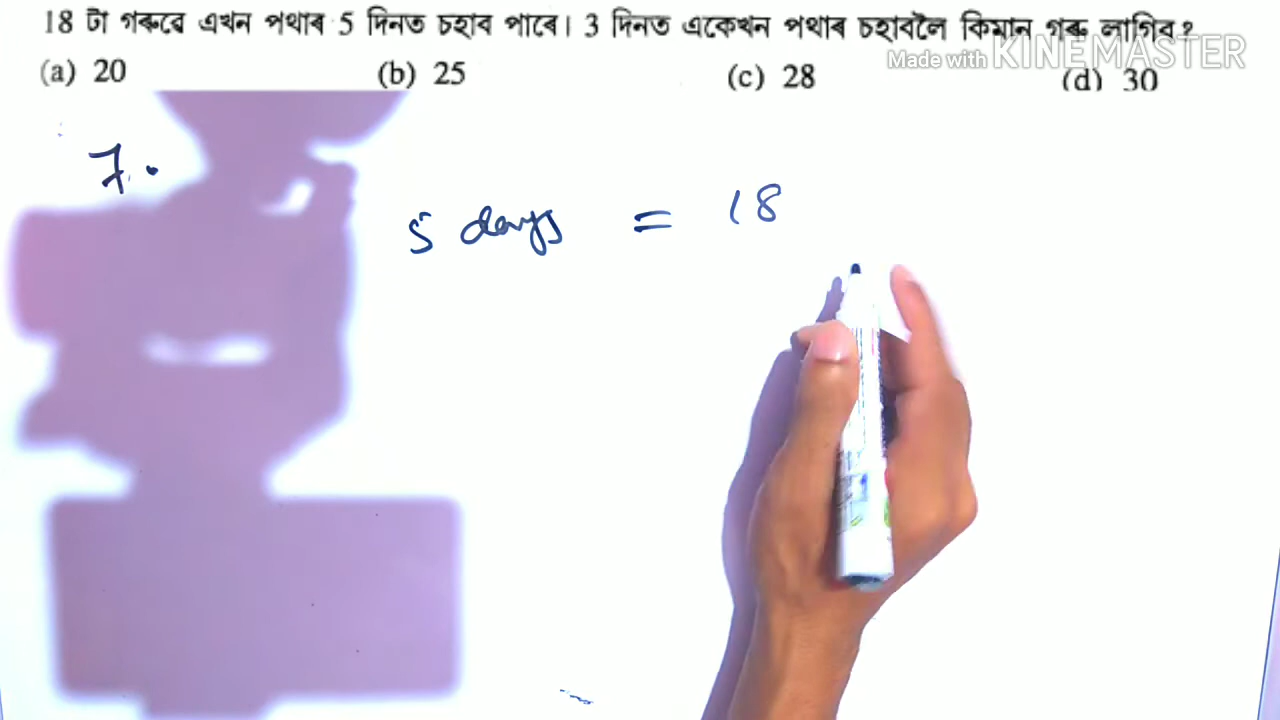 18 টা গৰুৱে এখন পথাৰ 5 দিনত চহাব পাৰে। 3 দিনত একেখন পথাৰ চহাবলৈ কিমান গৰু লাগিব?
Made with KINEMASTER
(a) 20 (b) 25 (c) 28 (d) 30
7.
5 days = 18